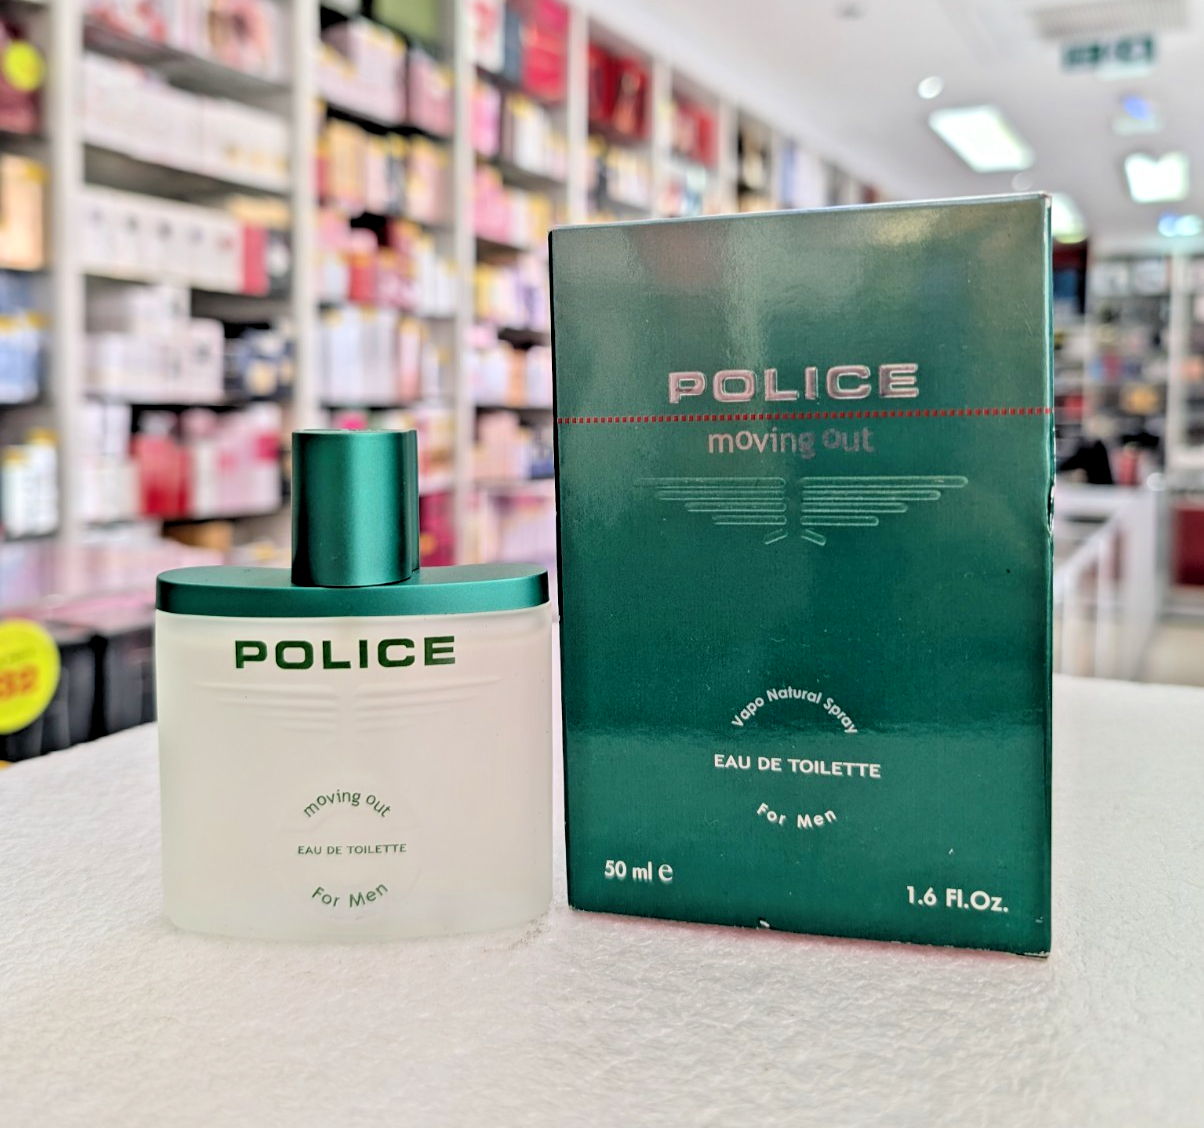 POLICE
moving out
EAU DE TOILETTE
For Men
POLICE
moving out
Vapo Natural Spray
EAU DE TOILETTE
For Men
50 ml e
1.6 Fl.Oz.